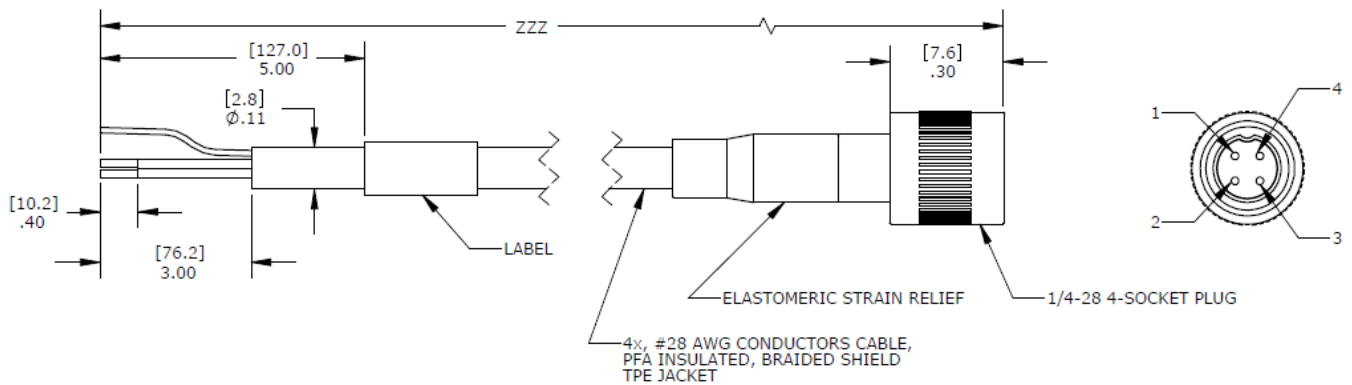 ZZZ
[127.0]
5.00
[7.6]
.30
[2.8]
Ø.11
1
4
2
3
[10.2]
.40
[76.2]
3.00
LABEL
ELASTOMERIC STRAIN RELIEF
1/4-28 4-SOCKET PLUG
4x, #28 AWG CONDUCTORS CABLE,
PFA INSULATED, BRAIDED SHIELD
TPE JACKET